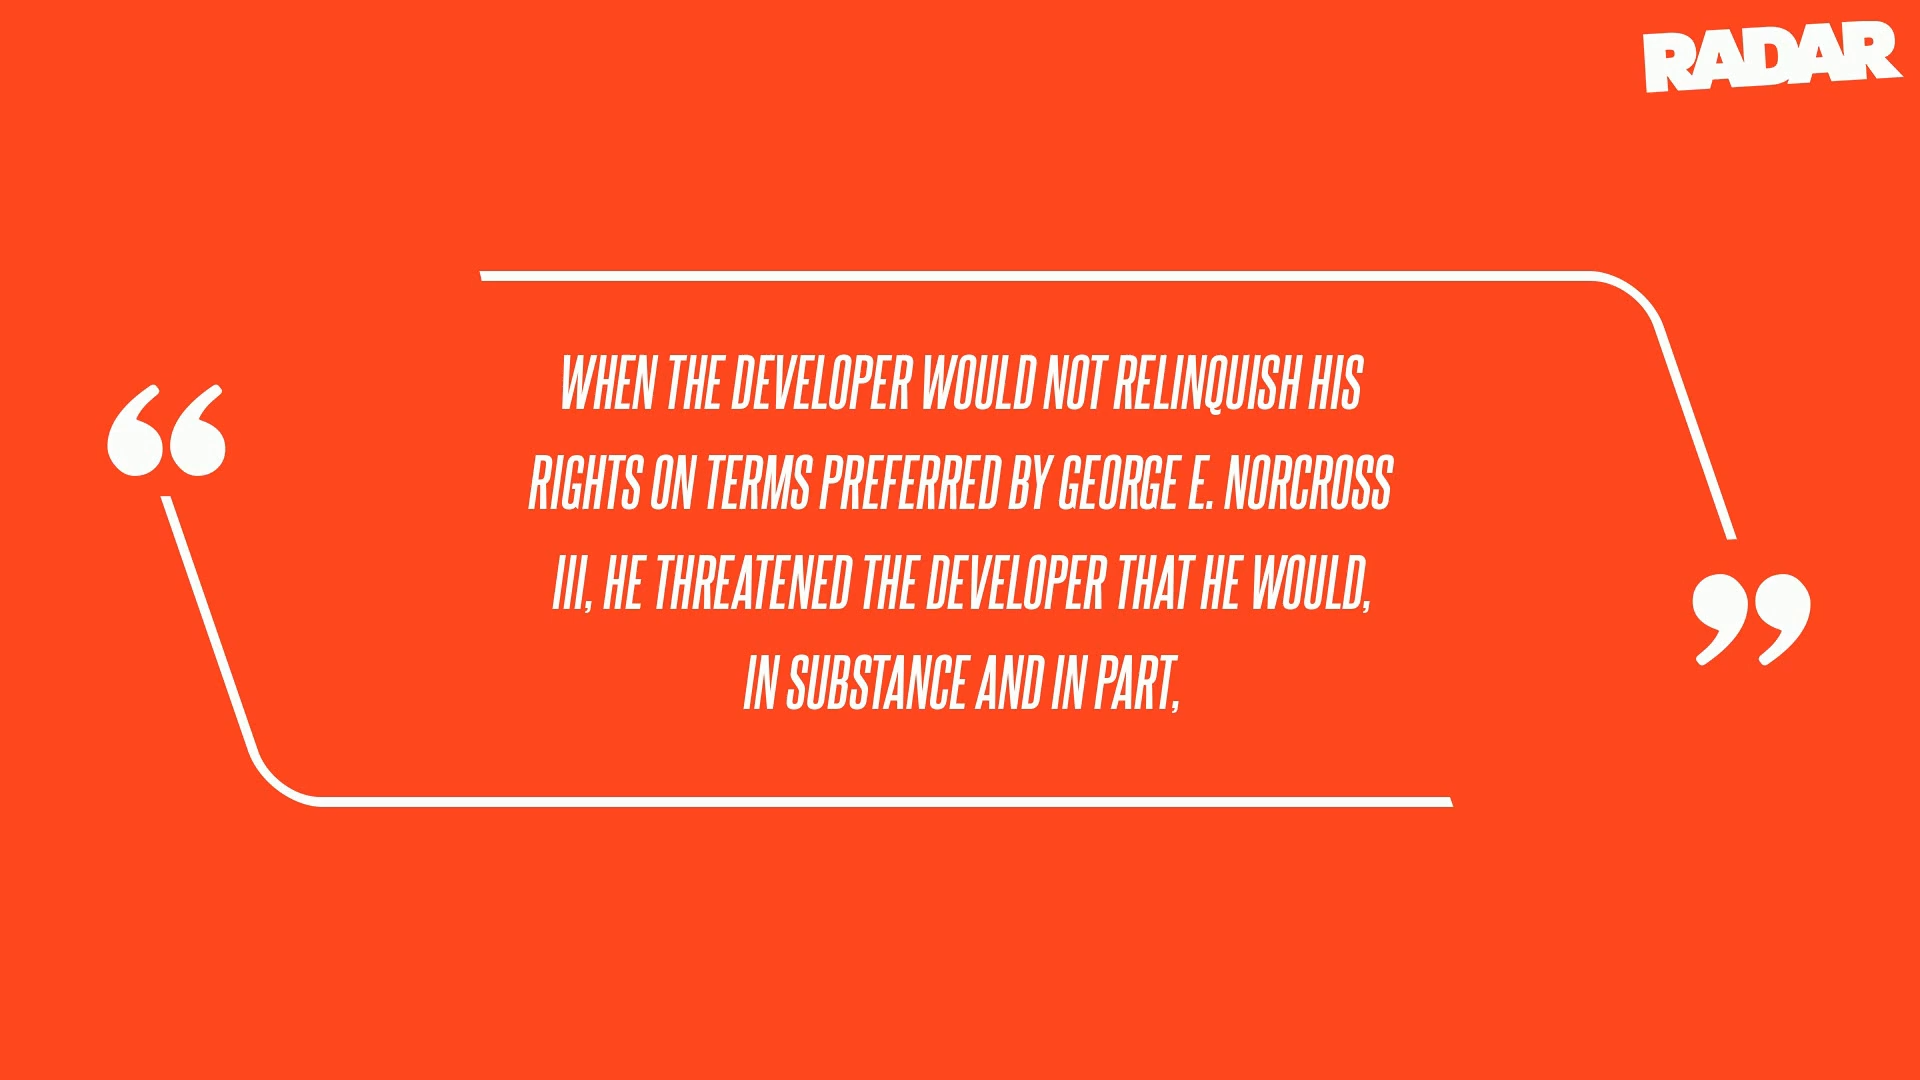 RADAR
WHEN THE DEVELOPER WOULD NOT RELINQUISH HIS
RIGHTS ON TERMS PREFERRED BY GEORGE E. NORCROSS
III, HE THREATENED THE DEVELOPER THAT HE WOULD,
IN SUBSTANCE AND IN PART,